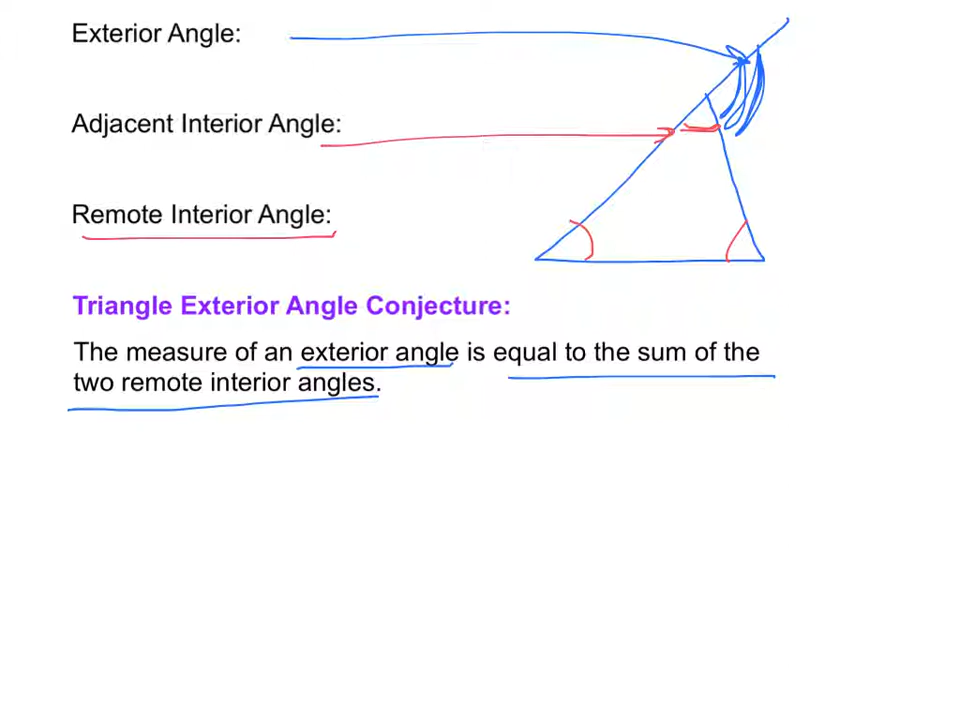 Exterior Angle:
Adjacent Interior Angle:
Remote Interior Angle:
Triangle Exterior Angle Conjecture:
The measure of an exterior angle is equal to the sum of the
two remote interior angles.